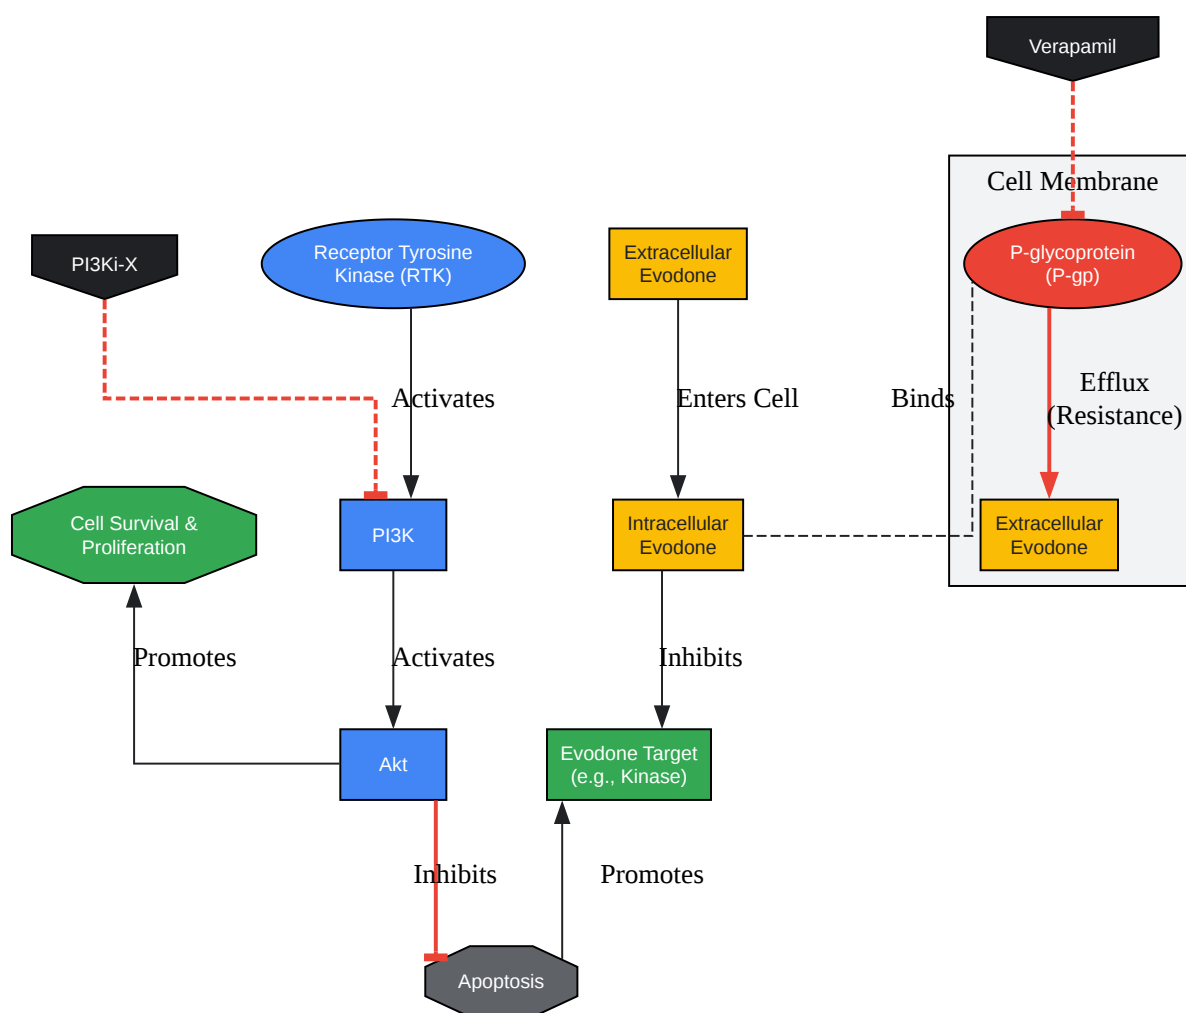 Verapamil
Cell Membrane
PI3Ki-X
Receptor Tyrosine
Kinase (RTK)
Extracellular
Evodone
P-glycoprotein
(P-gp)
Activates
Enters Cell
Binds
Efflux
(Resistance)
Cell Survival &
Proliferation
PI3K
Intracellular
Evodone
Extracellular
Evodone
Promotes
Activates
Inhibits
Akt
Evodone Target
(e.g., Kinase)
Inhibits
Promotes
Apoptosis